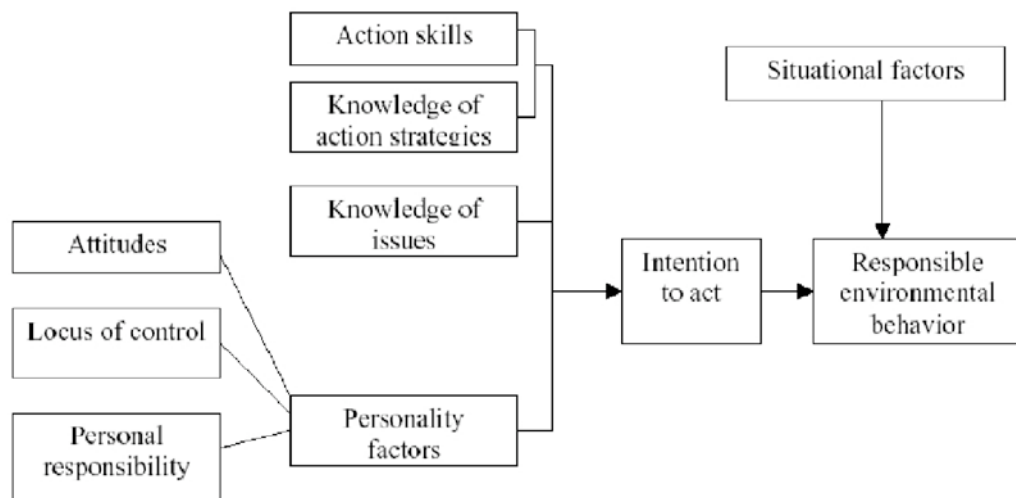 Action skills
Knowledge of
action strategies
Knowledge of
issues
Attitudes
Locus of control
Personal
responsibility
Personality
factors
Intention
to act
Situational factors
Responsible
environmental
behavior